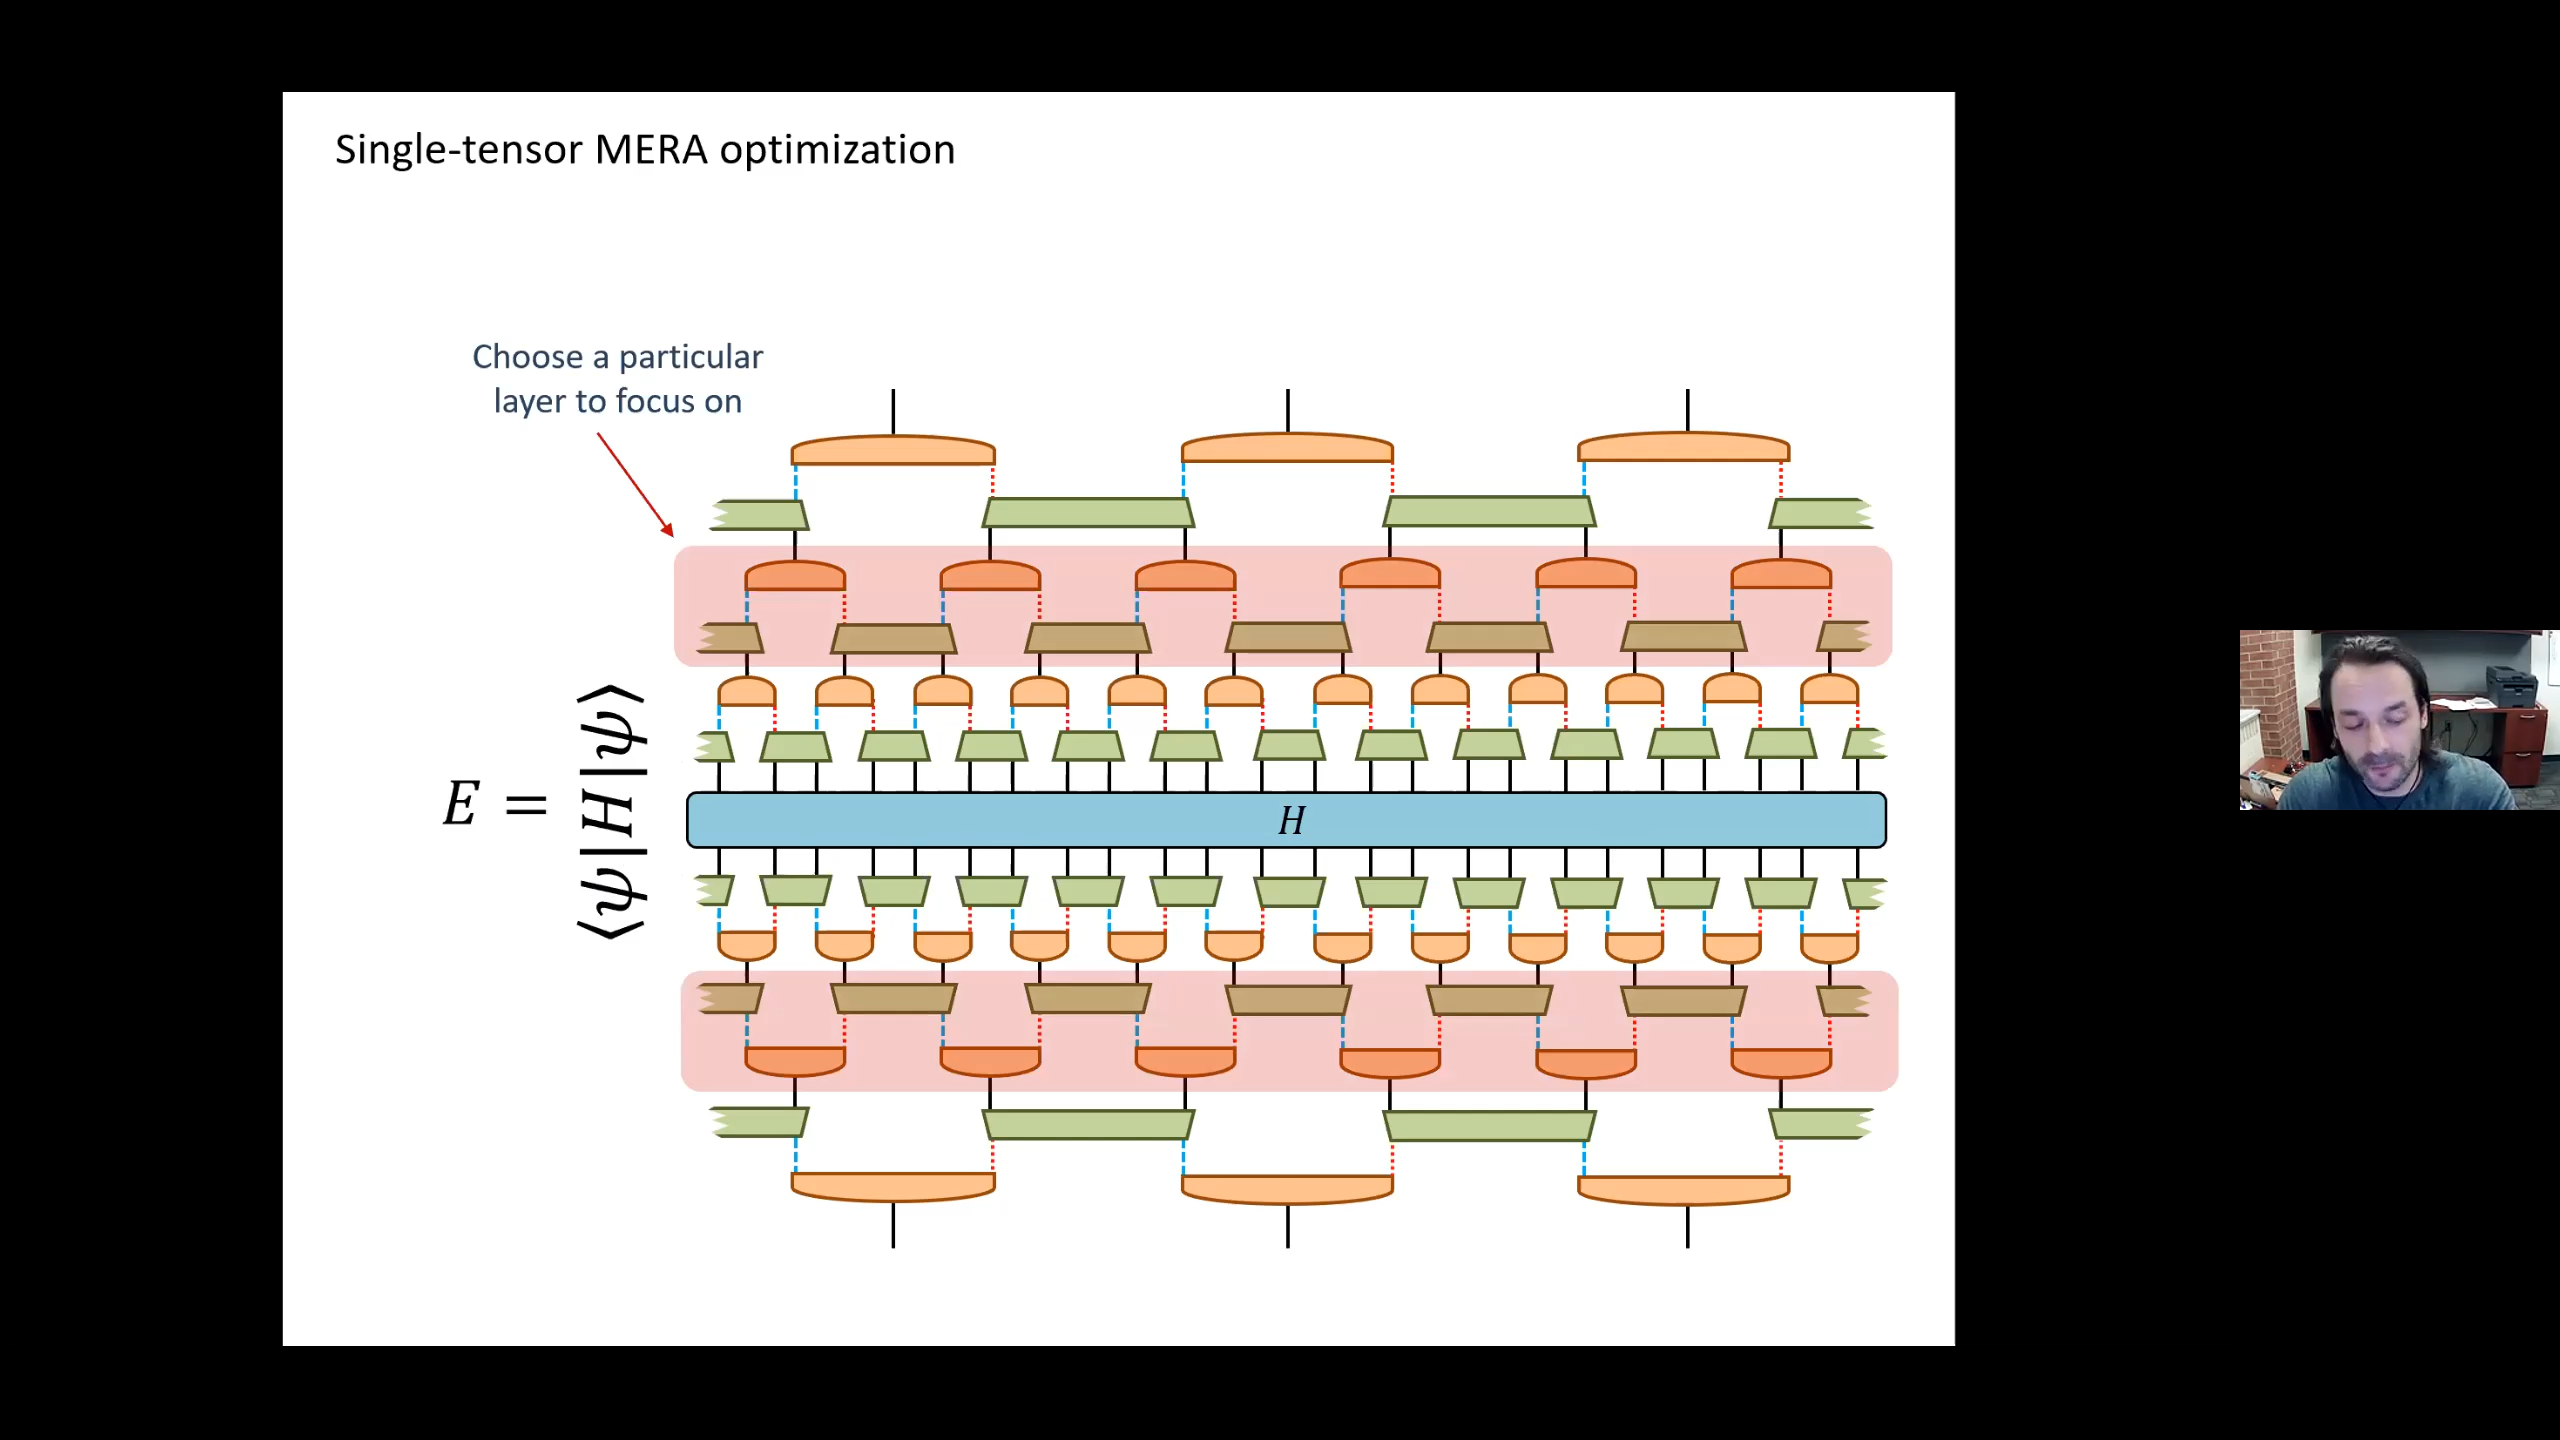 Single-tensor MERA optimization
Choose a particular
layer to focus on
E = ⟨ψ|H|ψ⟩
H